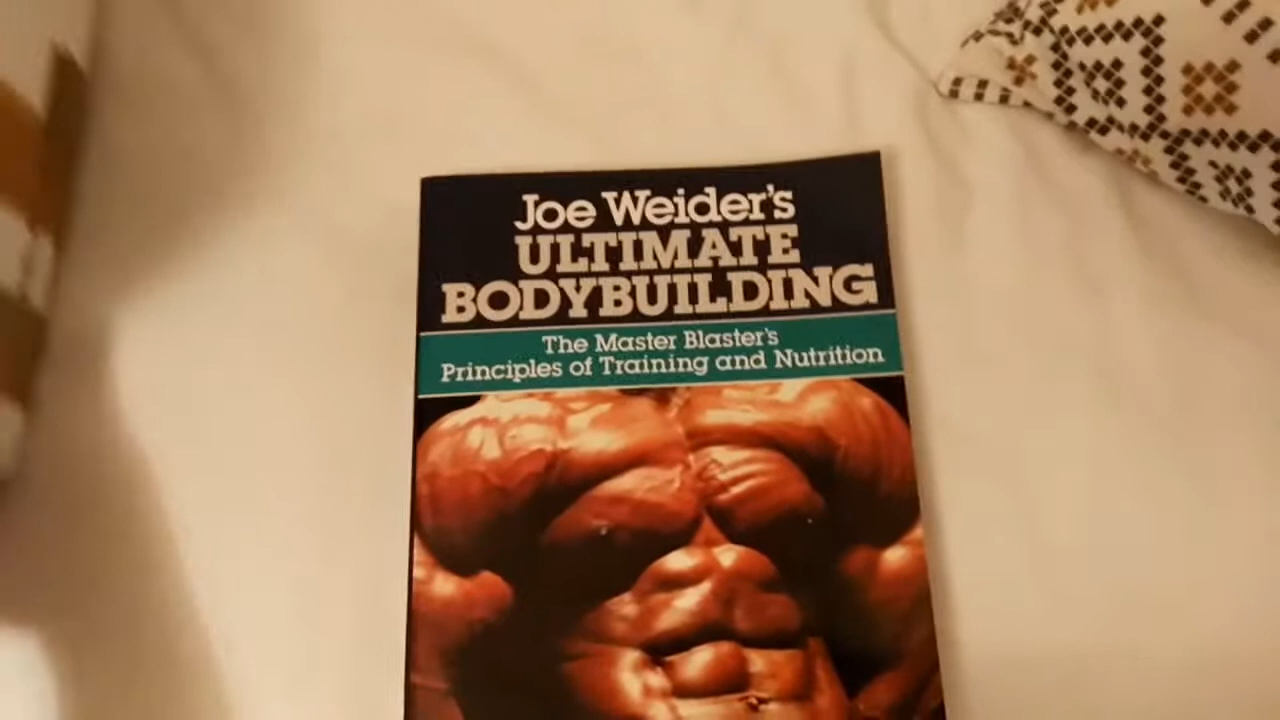 Joe Weider's
ULTIMATE
BODYBUILDING
The Master Blaster's
Principles of Training and Nutrition